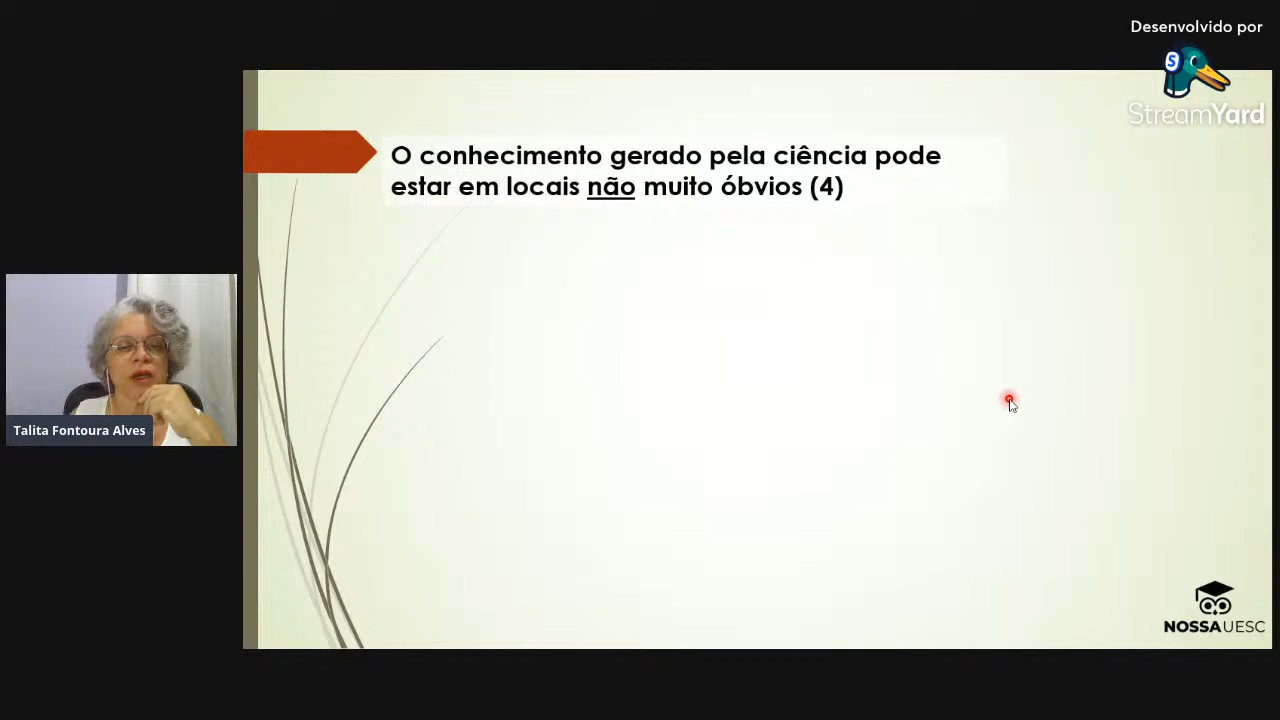 Desenvolvido por
S
StreamYard
O conhecimento gerado pela ciência pode
estar em locais não muito óbvios (4)
Talita Fontoura Alves
NOSSAUESC